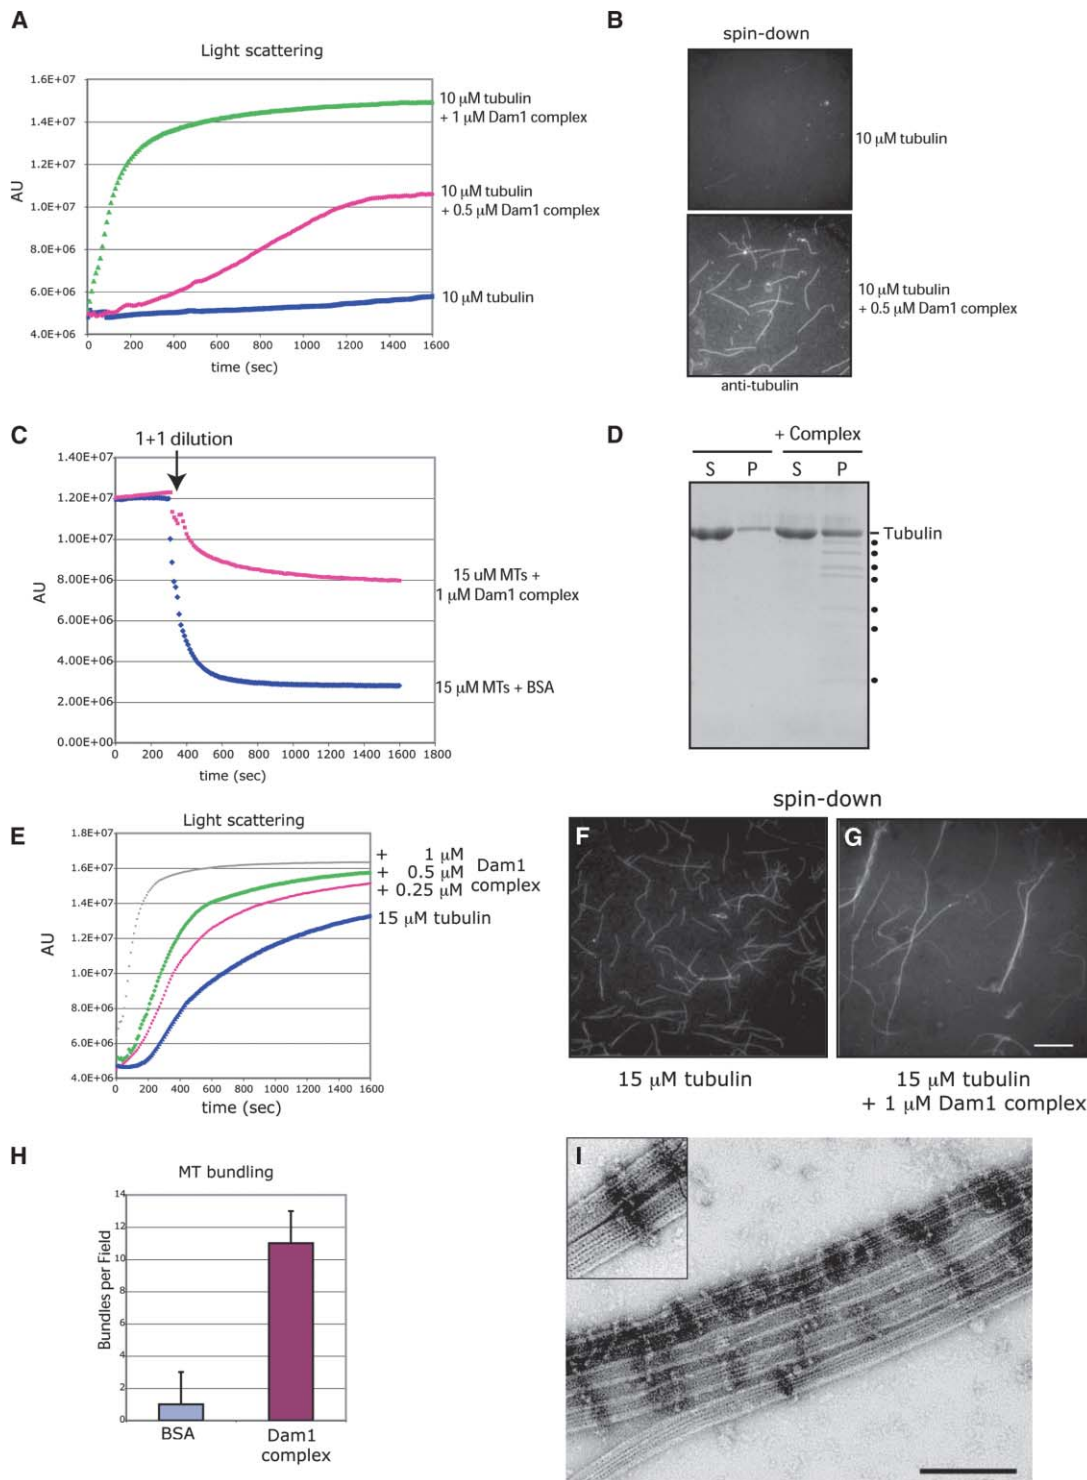 A
Light scattering
1.6E+07
1.4E+07
1.2E+07
1.0E+07
8.0E+06
6.0E+06
4.0E+06
AU
0 200 400 600 800 1000 1200 1400 1600
time (sec)
10 μM tubulin
+ 1 μM Dam1 complex
10 μM tubulin
+ 0.5 μM Dam1 complex
10 μM tubulin
B
spin-down
10 μM tubulin
10 μM tubulin
+ 0.5 μM Dam1 complex
anti-tubulin
C
1+1 dilution
1.40E+07
1.20E+07
1.00E+07
8.00E+06
6.00E+06
4.00E+06
2.00E+06
0.00E+00
AU
0 200 400 600 800 1000 1200 1400 1600 1800
time (sec)
15 uM MTs +
1 μM Dam1 complex
15 μM MTs + BSA
D
+ Complex
S P S P
Tubulin
E
Light scattering
1.8E+07
1.6E+07
1.4E+07
1.2E+07
1.0E+07
8.0E+06
6.0E+06
4.0E+06
AU
0 200 400 600 800 1000 1200 1400 1600
time (sec)
+ 1 μM
+ 0.5 μM
+ 0.25 μM
Dam1
complex
15 μM tubulin
spin-down
F
15 μM tubulin
G
15 μM tubulin
+ 1 μM Dam1 complex
H
MT bundling
14
12
10
8
6
4
2
0
Bundles per Field
BSA
Dam1
complex
I